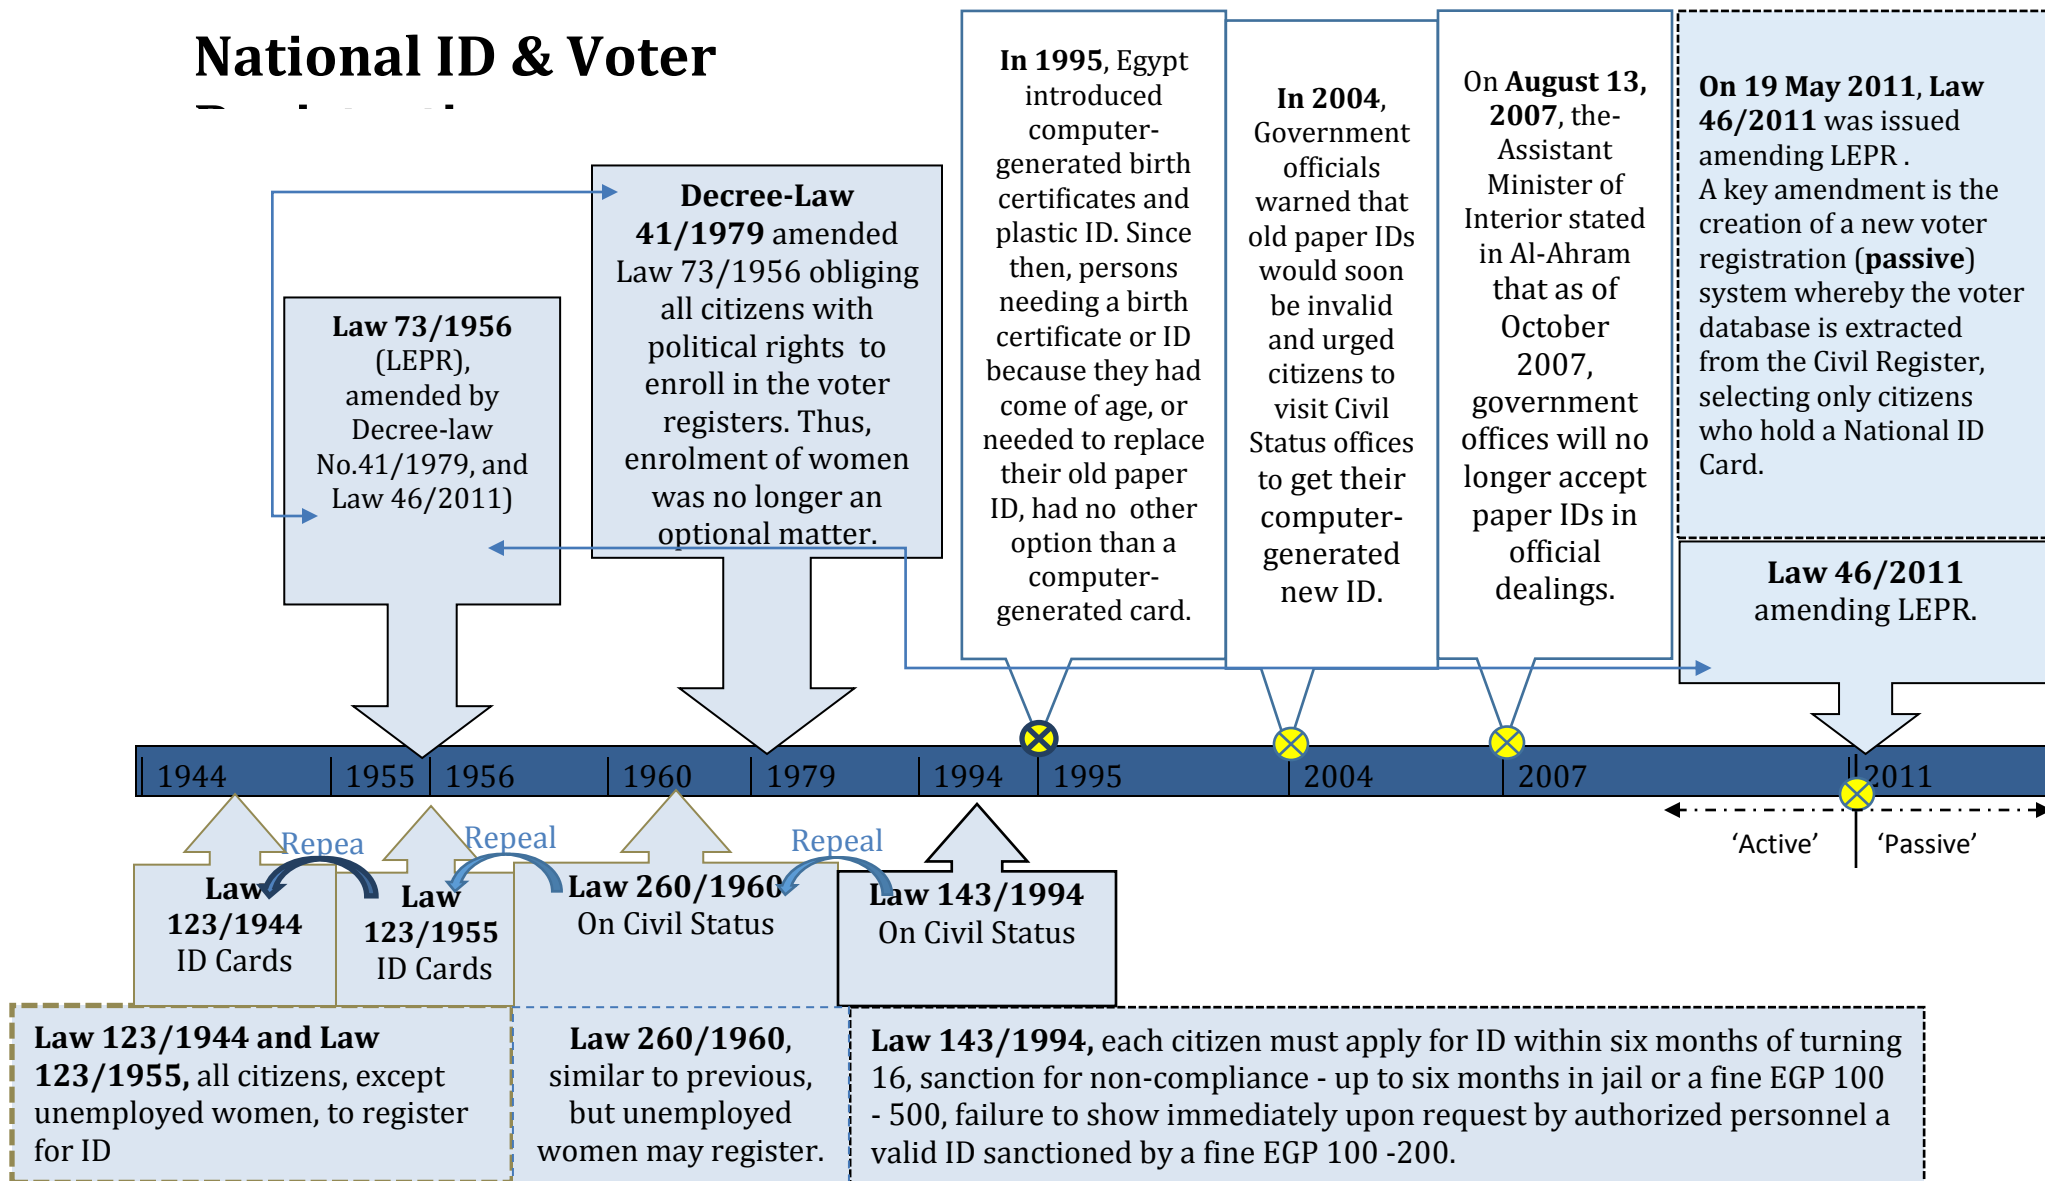 National ID & Voter
In 1995, Egypt
introduced
computer-
generated birth
certificates and
plastic ID. Since
then, persons
needing a birth
certificate or ID
because they had
come of age, or
needed to replace
their old paper
ID, had no other
option than a
computer-
generated card.
In 2004,
Government
officials
warned that
old paper IDs
would soon
be invalid
and urged
citizens to
visit Civil
Status offices
to get their
computer-
generated
new ID.
On August 13,
2007, the-
Assistant
Minister of
Interior stated
in Al-Ahram
that as of
October
2007,
government
offices will no
longer accept
paper IDs in
official
dealings.
On 19 May 2011, Law
46/2011 was issued
amending LEPR .
A key amendment is the
creation of a new voter
registration (passive)
system whereby the voter
database is extracted
from the Civil Register,
selecting only citizens
who hold a National ID
Card.
Decree-Law
41/1979 amended
Law 73/1956 obliging
all citizens with
political rights to
enroll in the voter
registers. Thus,
enrolment of women
was no longer an
optional matter.
Law 73/1956
(LEPR),
amended by
Decree-law
No.41/1979, and
Law 46/2011)
Law 46/2011
amending LEPR.
1944 1955 1956 1960 1979 1994 1995 2004 2007 2011
Repea
Repeal
Repeal
‘Active’
‘Passive’
Law
123/1944
ID Cards
Law
123/1955
ID Cards
Law 260/1960
On Civil Status
Law 143/1994
On Civil Status
Law 123/1944 and Law
123/1955, all citizens, except
unemployed women, to register
for ID
Law 260/1960,
similar to previous,
but unemployed
women may register.
Law 143/1994, each citizen must apply for ID within six months of turning
16, sanction for non-compliance - up to six months in jail or a fine EGP 100
- 500, failure to show immediately upon request by authorized personnel a
valid ID sanctioned by a fine EGP 100 -200.